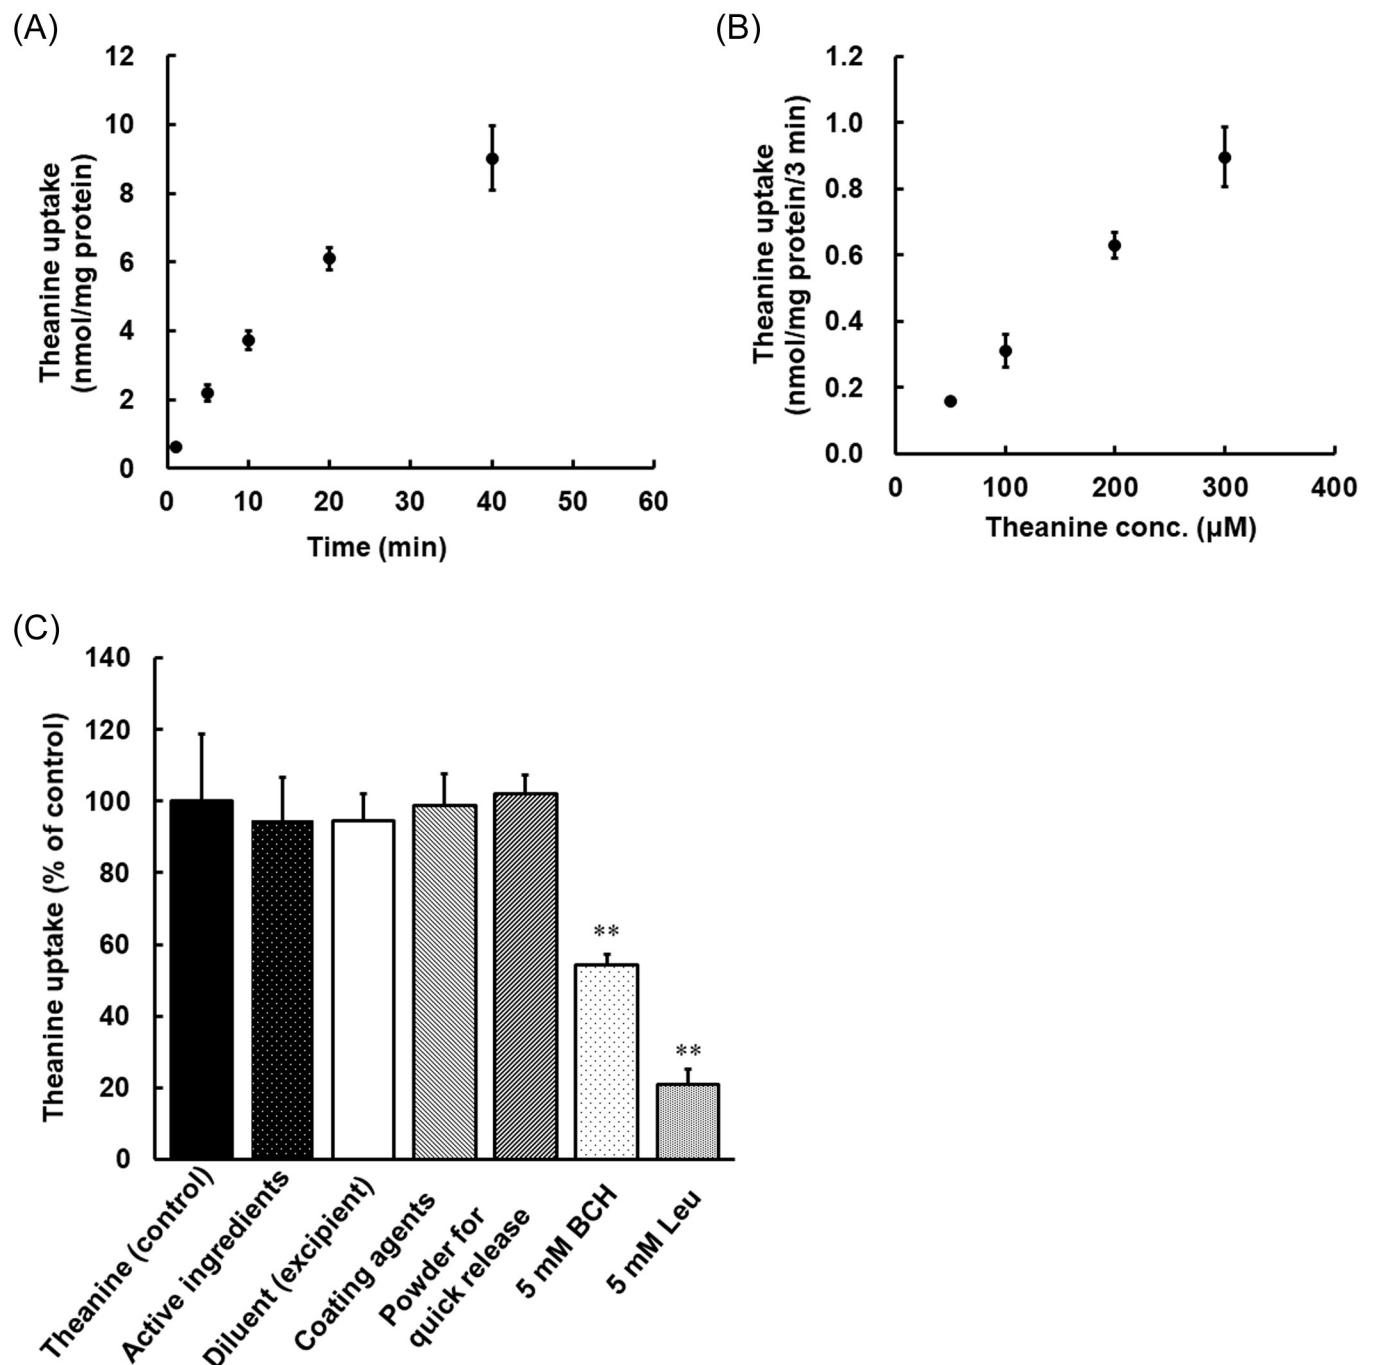 (A)
12
10
8
6
4
2
0
Theanine uptake
(nmol/mg protein)
0 10 20 30 40 50 60
Time (min)
(B)
1.2
1.0
0.8
0.6
0.4
0.2
0.0
Theanine uptake
(nmol/mg protein/3 min)
0 100 200 300 400
Theanine conc. (µM)
(C)
140
120
100
80
60
40
20
0
Theanine uptake (% of control)
**
**
Theanine (control)
Active ingredients
Diluent (excipient)
Coating agents
Powder for
quick release
5 mM BCH
5 mM Leu